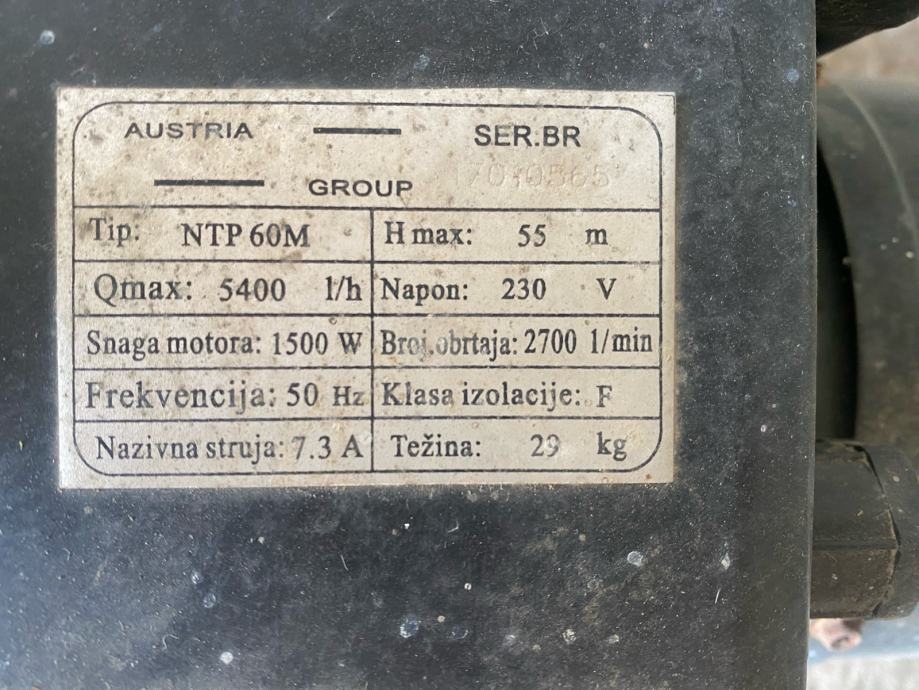 AUSTRIA SER.BR
GROUP
Tip: NTP 60M H max: 55 m
Qmax: 5400 l/h Napon: 230 V
Snaga motora: 1500 W Broj.obrtaja: 2700 1/min
Frekvencija: 50 Hz Klasa izolacije: F
Nazivna struja: 7.3 A Težina: 29 kg